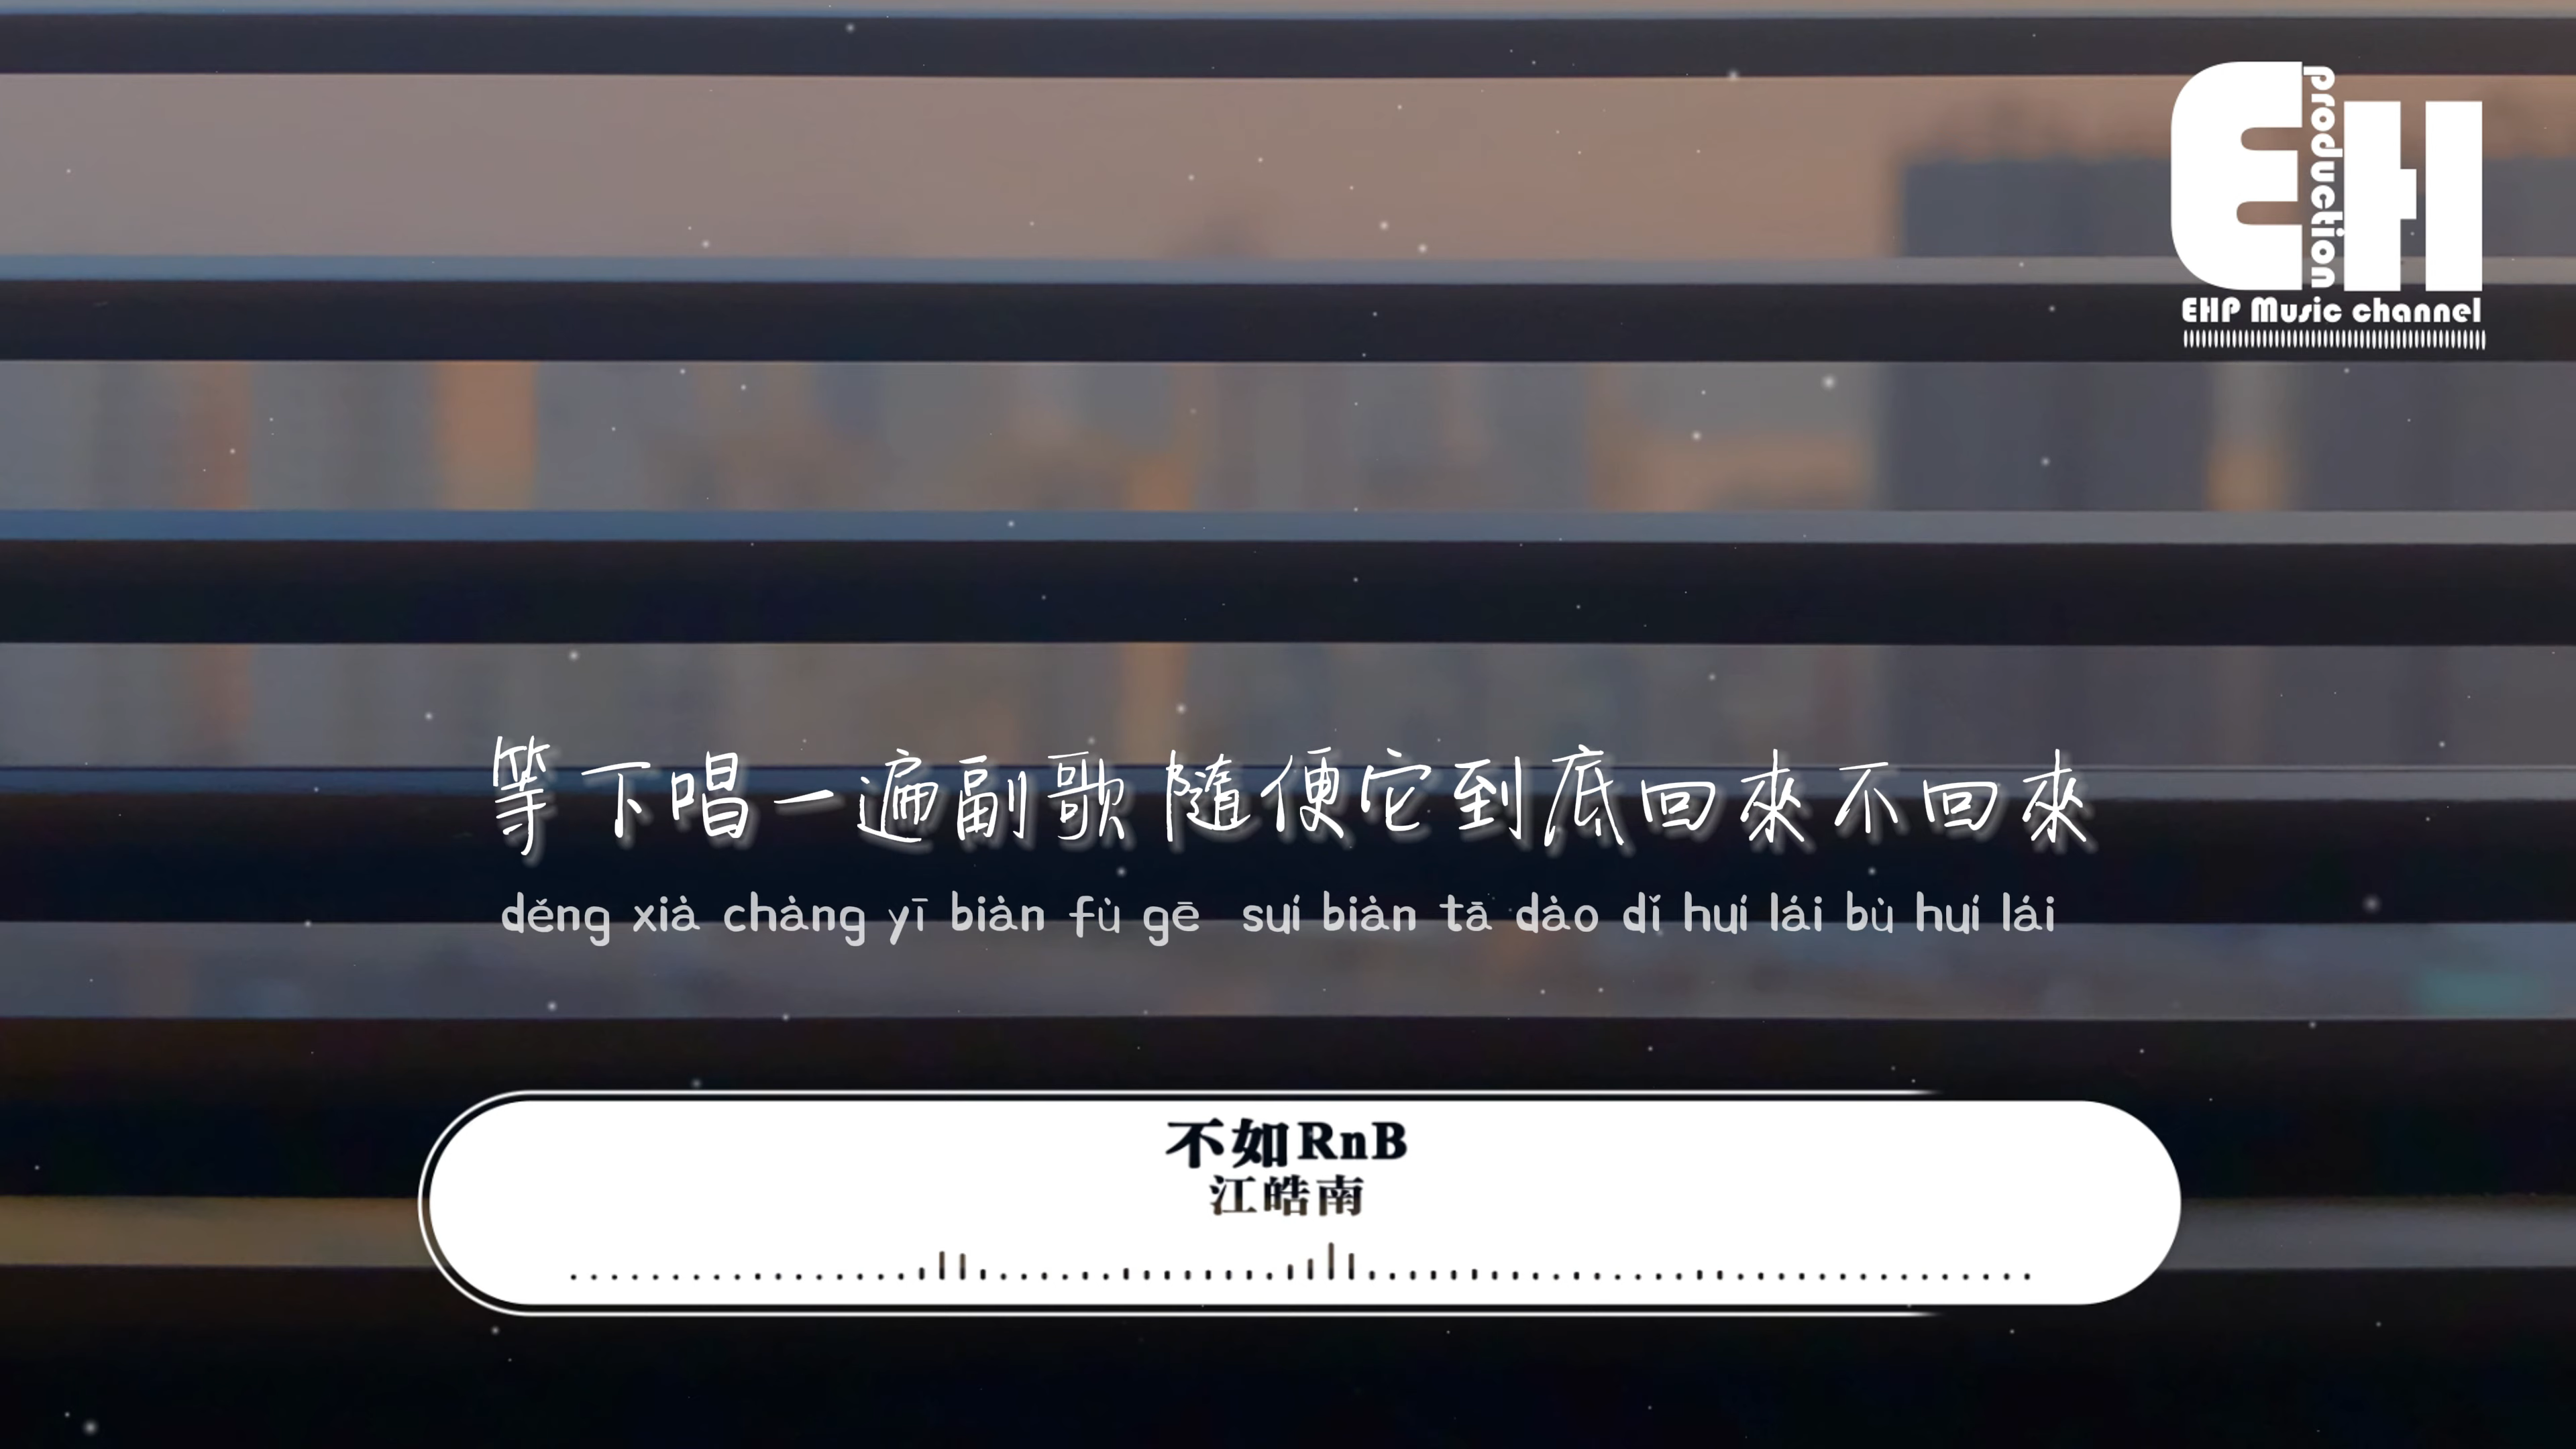 EH
production
EHP Music channel
等下唱一遍副歌 隨便它到底回來不回來
děng xià chàng yī biàn fù gē  suí biàn tā dào dǐ huí lái bù huí lái
不如RnB
江皓南